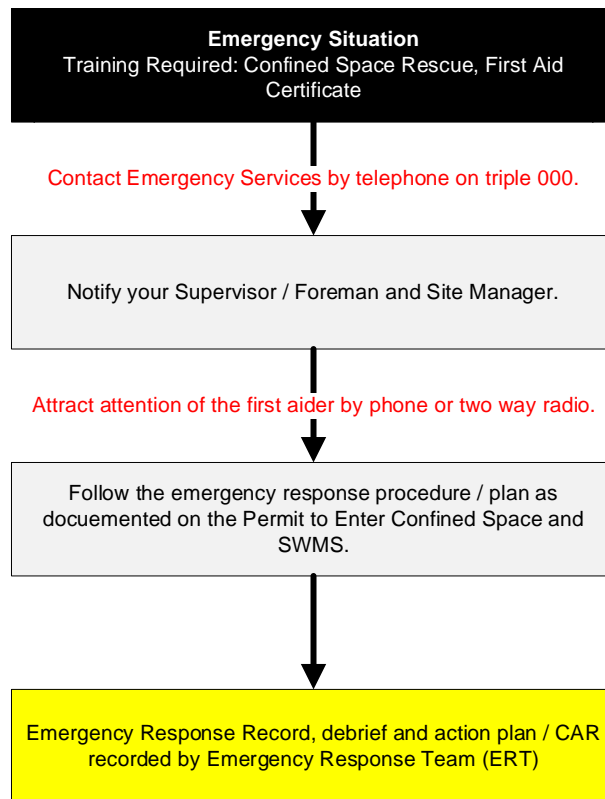 Emergency Situation
Training Required: Confined Space Rescue, First Aid
Certificate
Contact Emergency Services by telephone on triple 000.
Notify your Supervisor / Foreman and Site Manager.
Attract attention of the first aider by phone or two way radio.
Follow the emergency response procedure / plan as
docuemented on the Permit to Enter Confined Space and
SWMS.
Emergency Response Record, debrief and action plan / CAR
recorded by Emergency Response Team (ERT)